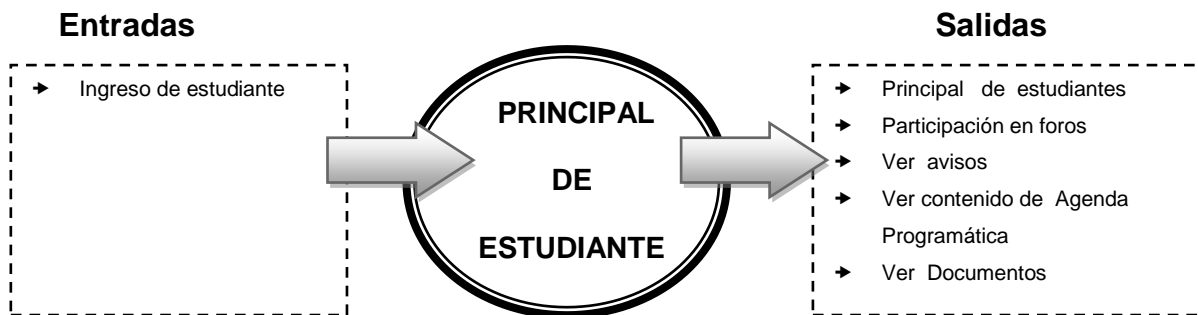 Entradas
Salidas
Ingreso de estudiante
PRINCIPAL
DE
ESTUDIANTE
Principal de estudiantes
Participación en foros
Ver avisos
Ver contenido de Agenda
Programática
Ver Documentos